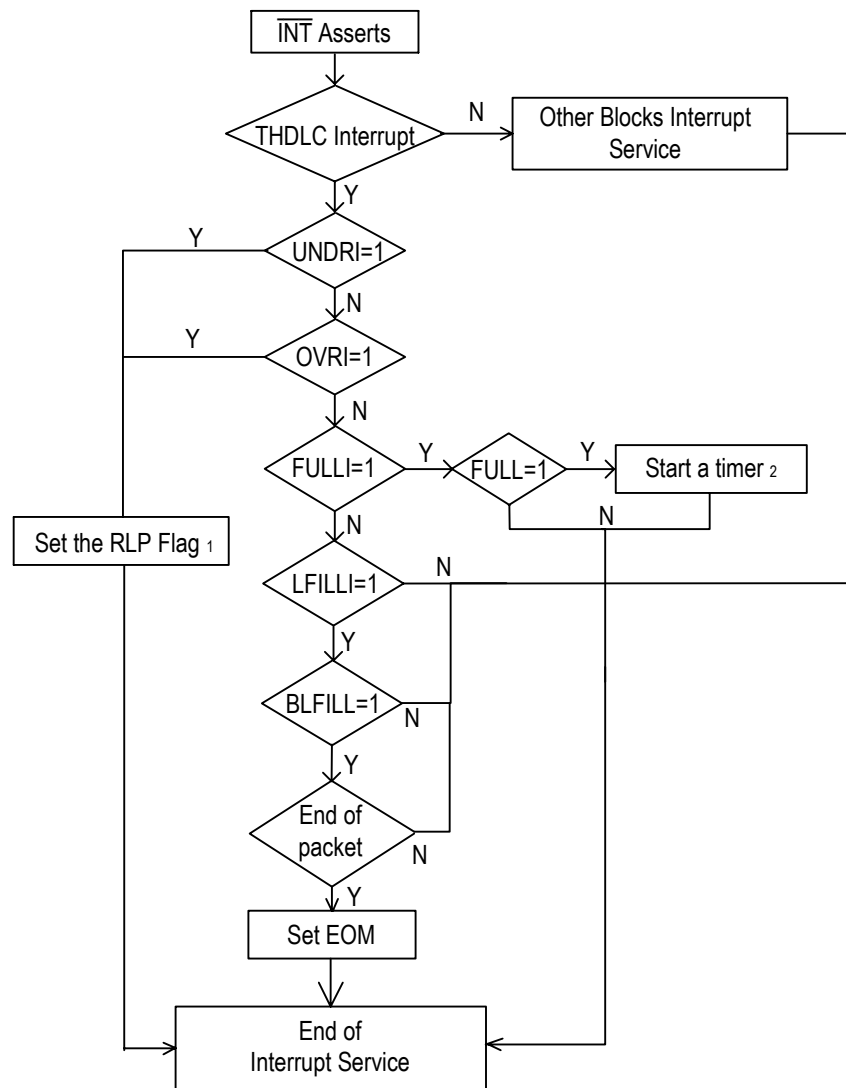 INT Asserts
THDLC Interrupt
N
Other Blocks Interrupt
Service
Y
Y
UNDRI=1
N
Y
OVRI=1
N
FULLI=1
Y
FULL=1
Y
Start a timer 2
N
N
Set the RLP Flag 1
LFILLI=1
N
Y
BLFILL=1
N
Y
End of
packet
N
Y
Set EOM
End of
Interrupt Service